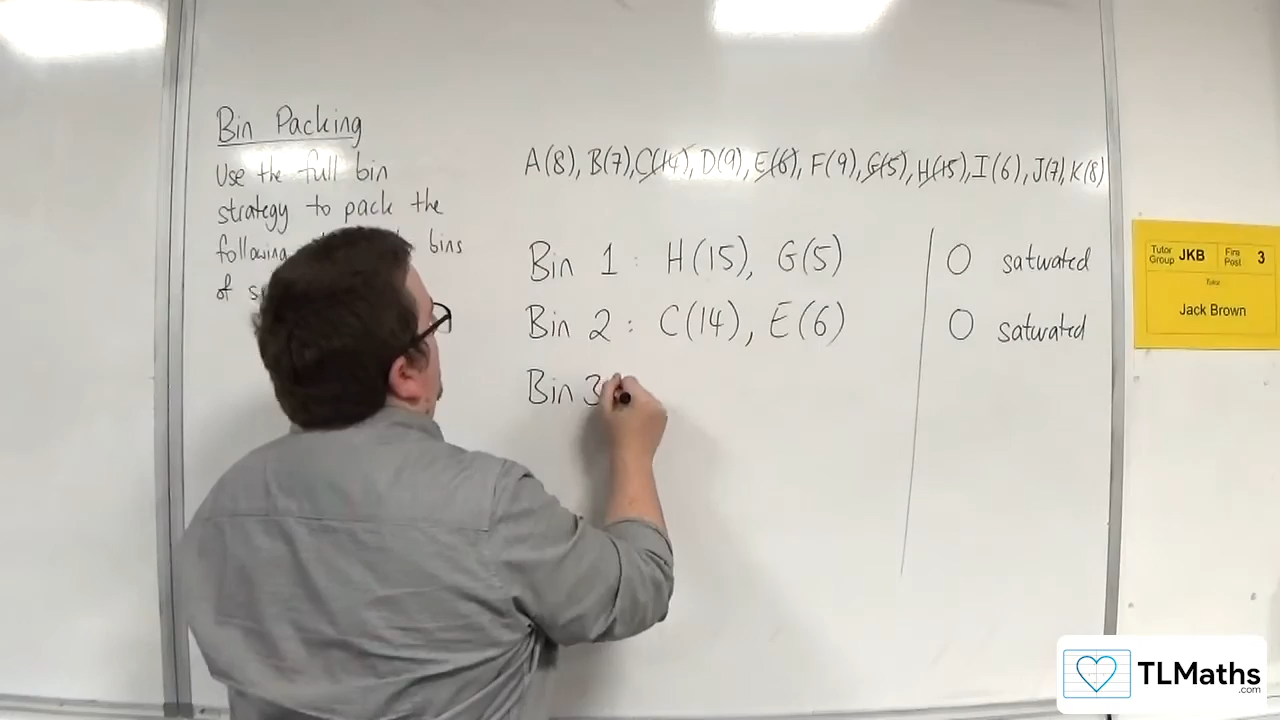 Bin Packing
Use the full bin
strategy to pack the
following bins
of
A(8), B(7), C(14), D(9), E(6), F(9), G(5), H(15), I(6), J(7), K(8)
Bin 1 : H(15), G(5) 0 saturated
Bin 2 : C(14), E(6) 0 saturated
Bin 3
Tutor Group JKB Fire Post 3
Tutor
Jack Brown
TLMaths
.com